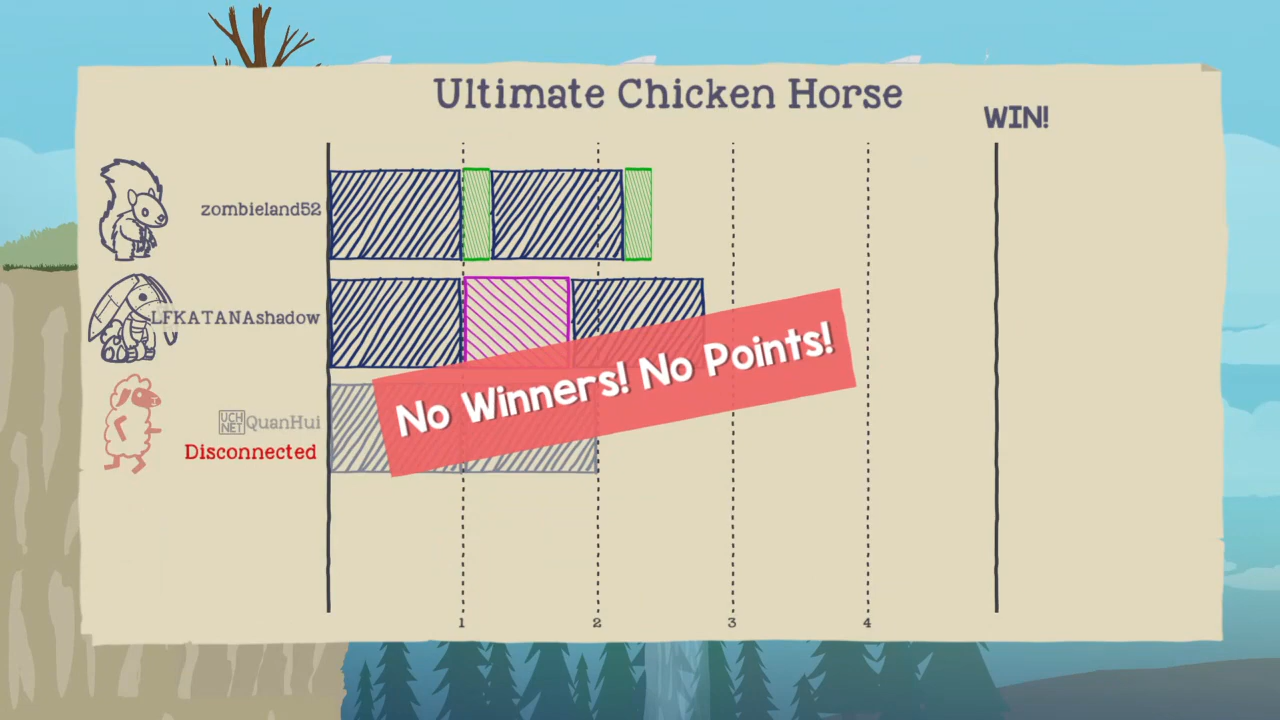 Ultimate Chicken Horse
WIN!
zombieland52
LFKATANAshadow
UCH
NET
QuanHui
Disconnected
No Winners! No Points!
1 2 3 4